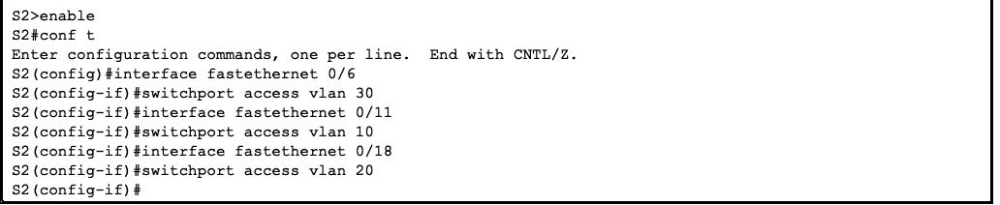 S2>enable
S2#conf t
Enter configuration commands, one per line.  End with CNTL/Z.
S2(config)#interface fastethernet 0/6
S2(config-if)#switchport access vlan 30
S2(config-if)#interface fastethernet 0/11
S2(config-if)#switchport access vlan 10
S2(config-if)#interface fastethernet 0/18
S2(config-if)#switchport access vlan 20
S2(config-if)#